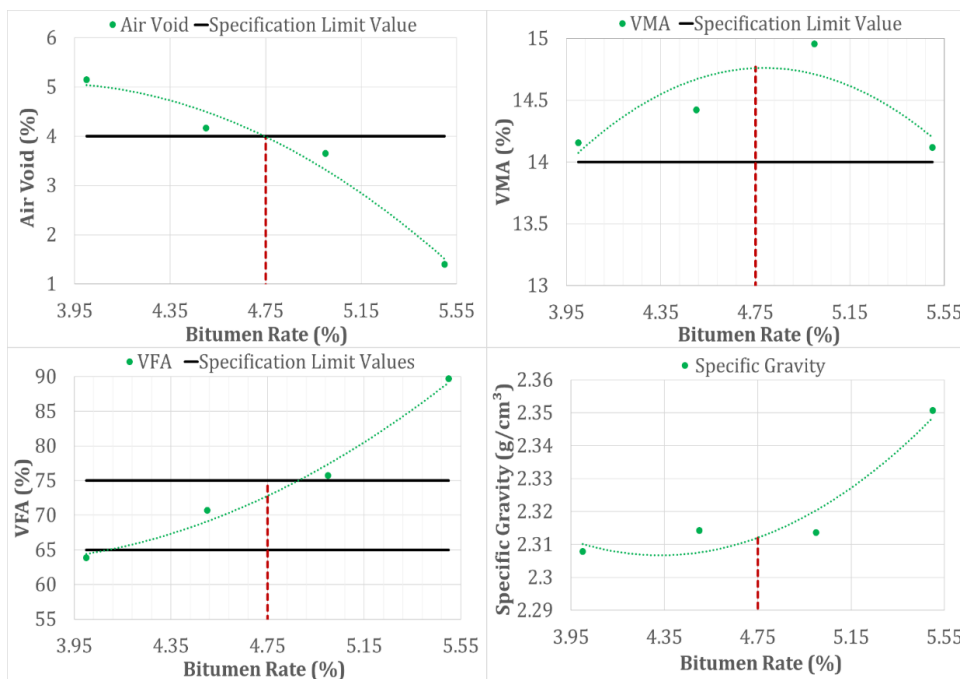 Air Void Specification Limit Value
6
5
4
3
2
1
Air Void (%)
3.95 4.35 4.75 5.15 5.55
Bitumen Rate (%)
VMA Specification Limit Value
15
14.5
14
13.5
13
VMA (%)
3.95 4.35 4.75 5.15 5.55
Bitumen Rate (%)
VFA Specification Limit Values
90
85
80
75
70
65
60
55
VFA (%)
3.95 4.35 4.75 5.15 5.55
Bitumen Rate (%)
Specific Gravity
2.36
2.35
2.34
2.33
2.32
2.31
2.3
2.29
Specific Gravity (g/cm³)
3.95 4.35 4.75 5.15 5.55
Bitumen Rate (%)